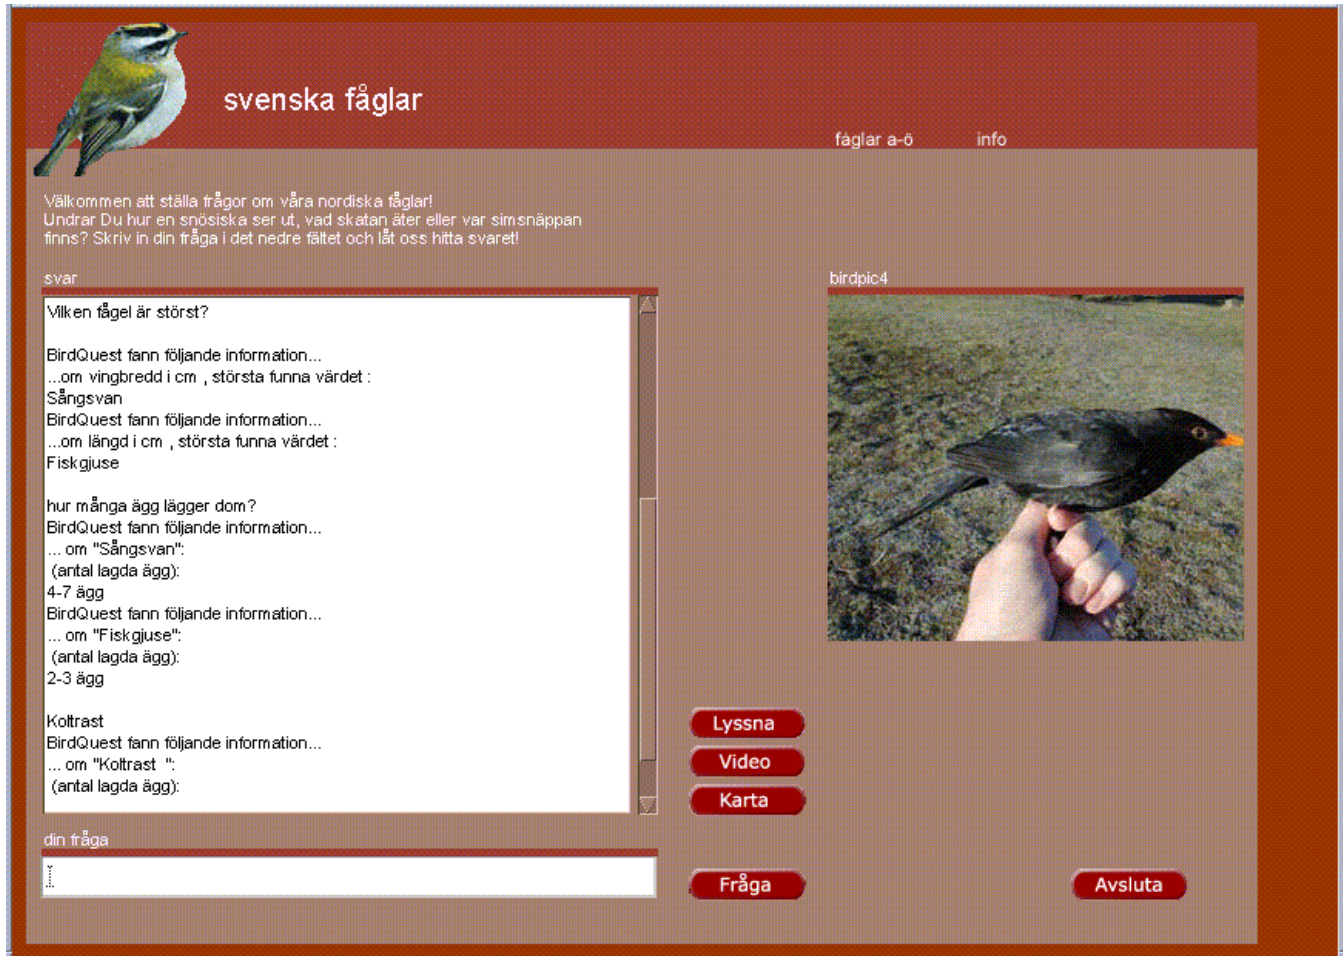 svenska fåglar
fåglar a-ö info
Välkommen att ställa frågor om våra nordiska fåglar!
Undrar Du hur en snösiska ser ut, vad skatan äter eller var simsnäppan
finns? Skriv in din fråga i det nedre fältet och låt oss hitta svaret!
svar
Vilken fågel är störst?
BirdQuest fann följande information...
...om vingbredd i cm , största funna värdet :
Sångsvan
BirdQuest fann följande information...
...om längd i cm , största funna värdet :
Fiskgjuse
hur många ägg lägger dom?
BirdQuest fann följande information...
... om "Sångsvan":
(antal lagda ägg):
4-7 ägg
BirdQuest fann följande information...
... om "Fiskgjuse":
(antal lagda ägg):
2-3 ägg
Koltrast
BirdQuest fann följande information...
... om "Koltrast ":
(antal lagda ägg):
birdpic4
Lyssna
Video
Karta
din fråga
Fråga
Avsluta